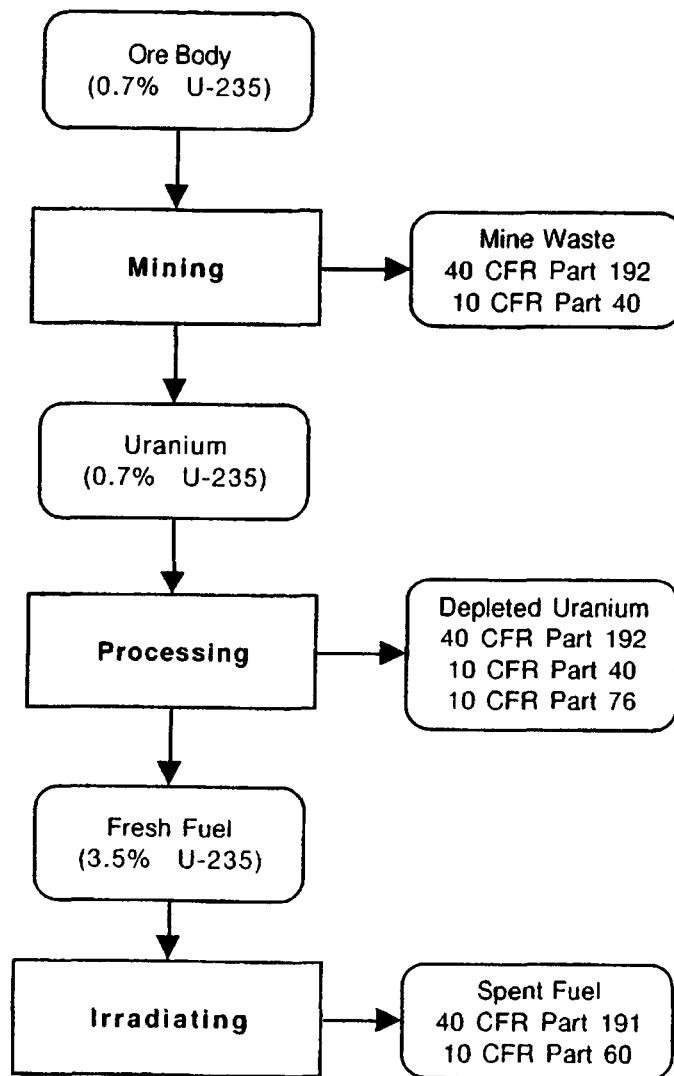 Ore Body
(0.7% U-235)
Mining
Mine Waste
40 CFR Part 192
10 CFR Part 40
Uranium
(0.7% U-235)
Processing
Depleted Uranium
40 CFR Part 192
10 CFR Part 40
10 CFR Part 76
Fresh Fuel
(3.5% U-235)
Irradiating
Spent Fuel
40 CFR Part 191
10 CFR Part 60